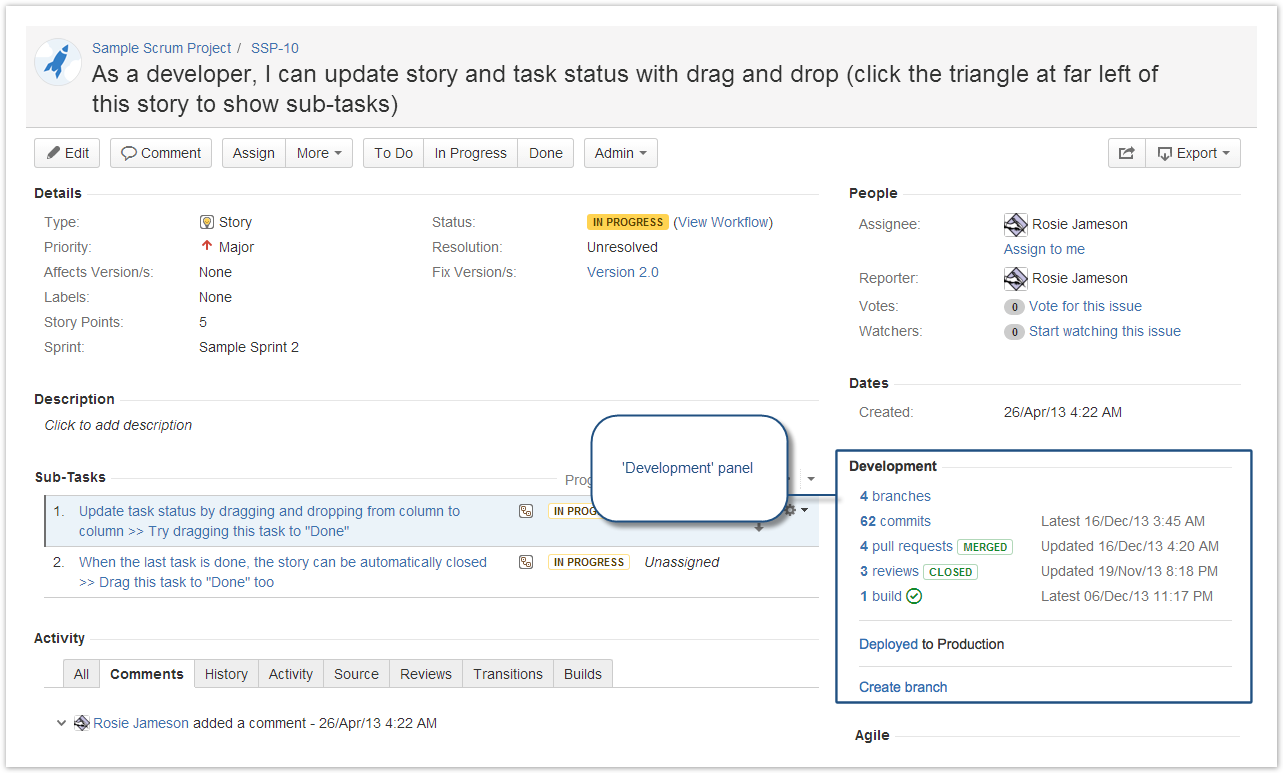 Sample Scrum Project / SSP-10
As a developer, I can update story and task status with drag and drop (click the triangle at far left of
this story to show sub-tasks)
Edit
Comment
Assign
More
To Do
In Progress
Done
Admin
Export
Details
Type: Story
Priority: Major
Affects Version/s: None
Labels: None
Story Points: 5
Sprint: Sample Sprint 2
Status: IN PROGRESS (View Workflow)
Resolution: Unresolved
Fix Version/s: Version 2.0
Description
Click to add description
Sub-Tasks
'Development' panel
1. Update task status by dragging and dropping from column to
column >> Try dragging this task to "Done"
2. When the last task is done, the story can be automatically closed
>> Drag this task to "Done" too
IN PROGRESS Unassigned
Activity
All
Comments
History
Activity
Source
Reviews
Transitions
Builds
Rosie Jameson added a comment - 26/Apr/13 4:22 AM
People
Assignee: Rosie Jameson
Assign to me
Reporter: Rosie Jameson
Votes: 0 Vote for this issue
Watchers: 0 Start watching this issue
Dates
Created: 26/Apr/13 4:22 AM
Development
4 branches
62 commits Latest 16/Dec/13 3:45 AM
4 pull requests MERGED Updated 16/Dec/13 4:20 AM
3 reviews CLOSED Updated 19/Nov/13 8:18 PM
1 build Latest 06/Dec/13 11:17 PM
Deployed to Production
Create branch
Agile